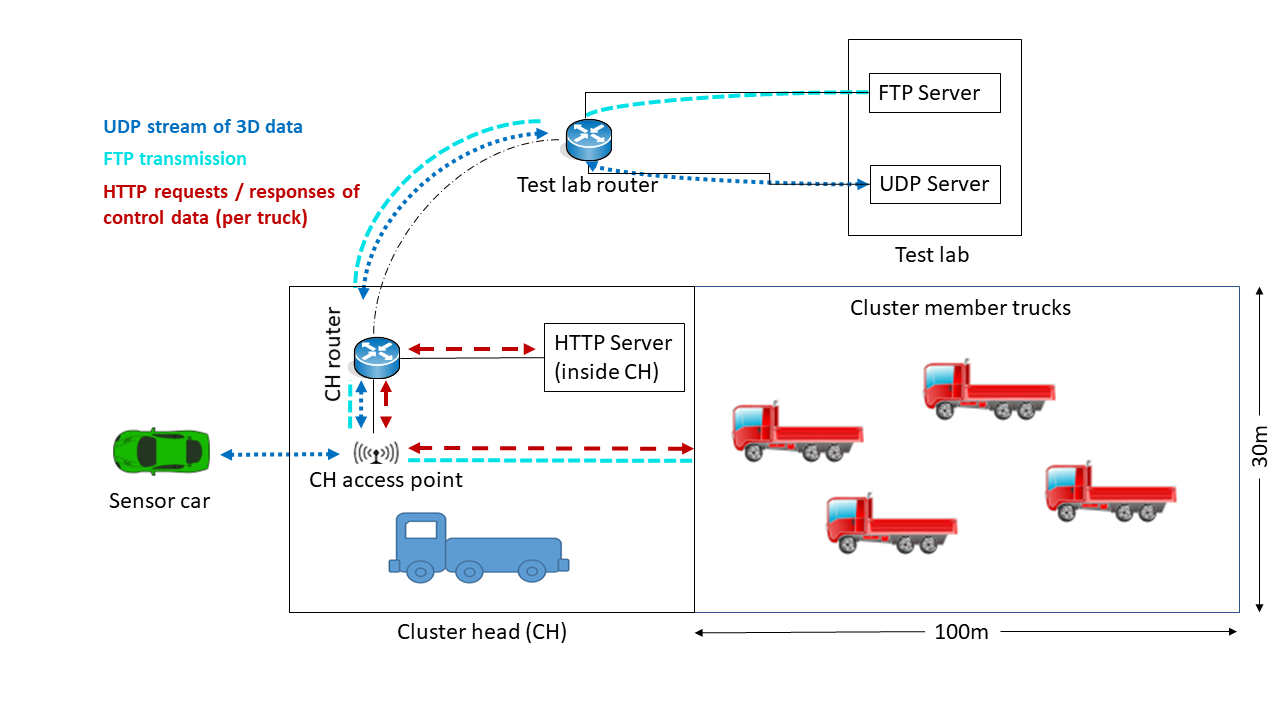 FTP Server
UDP stream of 3D data
FTP transmission
HTTP requests / responses of
control data (per truck)
Test lab router
UDP Server
Test lab
CH router
HTTP Server
(inside CH)
Cluster member trucks
30m
CH access point
Sensor car
Cluster head (CH)
100m